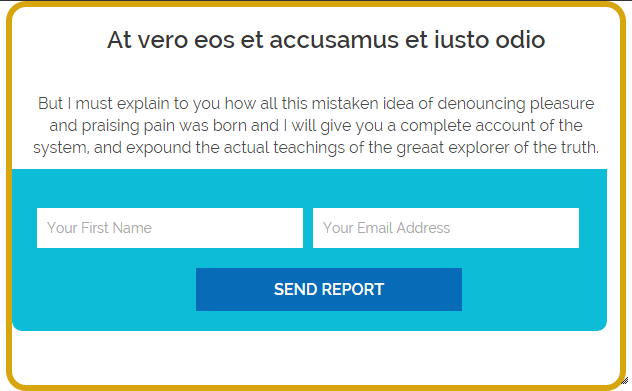 At vero eos et accusamus et iusto odio
But I must explain to you how all this mistaken idea of denouncing pleasure
and praising pain was born and I will give you a complete account of the
system, and expound the actual teachings of the greaat explorer of the truth.
Your First Name
Your Email Address
SEND REPORT